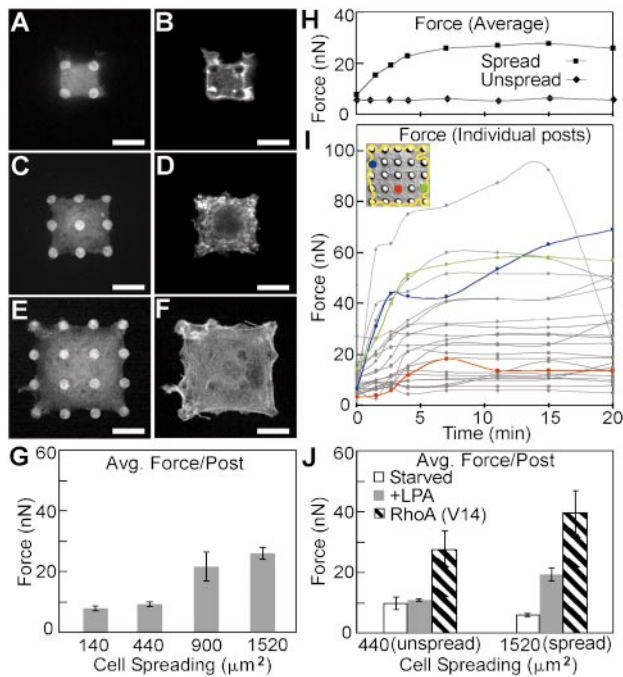 A
B
C
D
E
F
G
Avg. Force/Post
Force (nN)
60
40
20
0
140 440 900 1520
Cell Spreading (μm²)
H
Force (Average)
Force (nN)
40
20
0
Spread
Unspread
I
Force (Individual posts)
Force (nN)
100
80
60
40
20
0
0 5 10 15 20
Time (min)
J
Avg. Force/Post
Starved
+LPA
RhoA (V14)
Force (nN)
60
40
20
0
440 (unspread) 1520 (spread)
Cell Spreading (μm²)